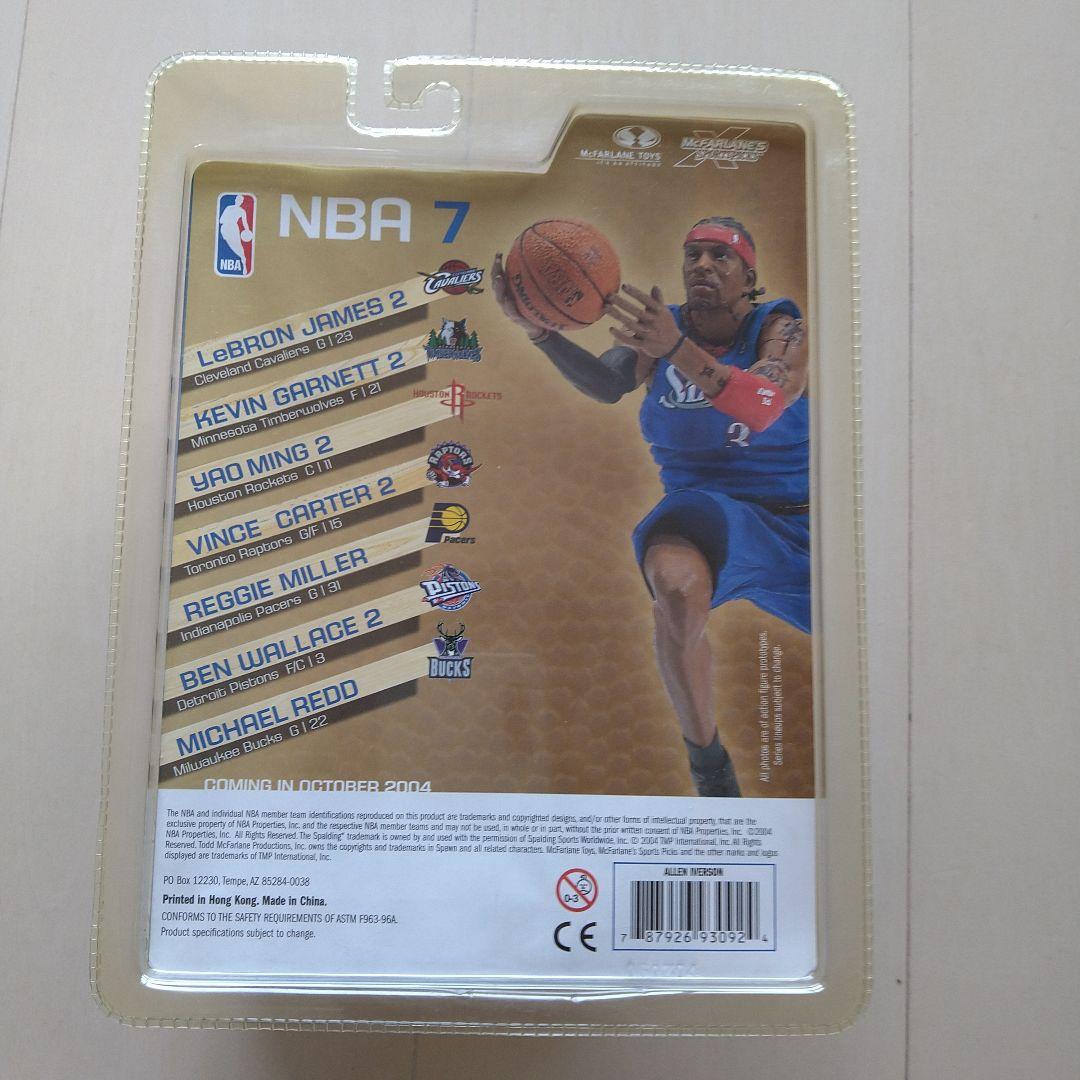 McFARLANE TOYS
IT'S AN ATTITUDE
McFARLANE'S
SPORTS PICKS
NBA
NBA 7
CAVALIERS
LeBRON JAMES 2
Cleveland Cavaliers G | 23
KEVIN GARNETT 2
Minnesota Timberwolves F | 21
HOUSTON R ROCKETS
YAO MING 2
Houston Rockets C | 11
RAPTORS
VINCE CARTER 2
Toronto Raptors G/F | 15
Pacers
REGGIE MILLER
Indianapolis Pacers G | 31
PISTONS
BEN WALLACE 2
Detroit Pistons F/C | 3
BUCKS
MICHAEL REDD
Milwaukee Bucks G | 22
SPALDING
3
COMING IN OCTOBER 2004
All photos are of action figure prototypes.
Series lineups subject to change.
The NBA and individual NBA member team identifications reproduced on this product are trademarks and copyrighted designs, and/or other forms of intellectual property, that are the
exclusive property of NBA Properties, Inc. and the respective NBA member teams and may not be used, in whole or in part, without the prior written consent of NBA Properties, Inc. ©2004
NBA Properties, Inc. All Rights Reserved. The Spalding® trademark is owned by and used with the permission of Spalding Sports Worldwide, Inc. © 2004 TMP International, Inc. All Rights
Reserved. Todd McFarlane Productions, Inc. owns the copyrights and trademarks in Spawn and all related characters. McFarlane Toys, McFarlane's Sports Picks and the other marks and logos
displayed are trademarks of TMP International, Inc.
PO Box 12230, Tempe, AZ 85284-0038
Printed in Hong Kong. Made in China.
CONFORMS TO THE SAFETY REQUIREMENTS OF ASTM F963-96A.
Product specifications subject to change.
0-3
CE
ALLEN IVERSON
7 87926 93092 4